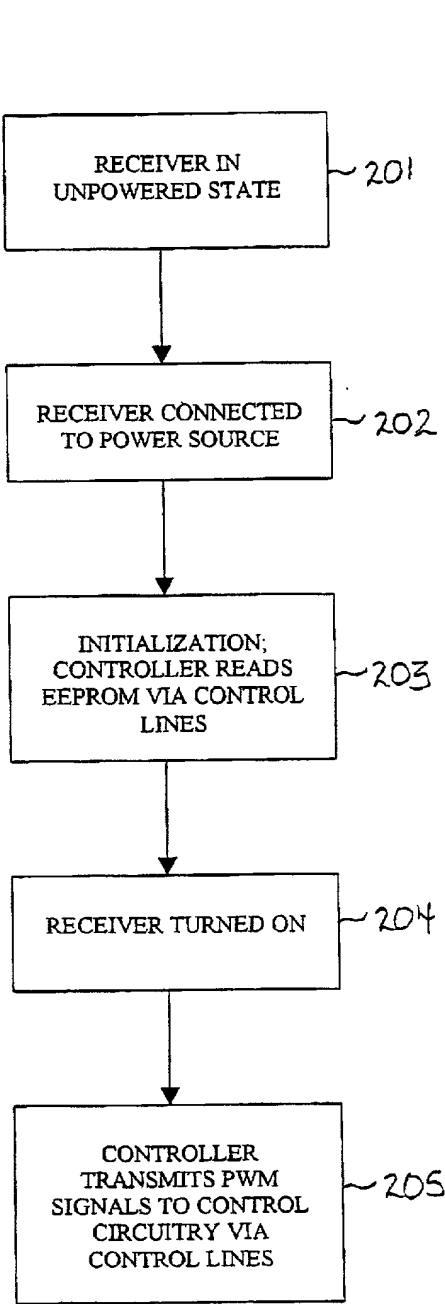 RECEIVER IN
UNPOWERED STATE
201
RECEIVER CONNECTED
TO POWER SOURCE
202
INITIALIZATION;
CONTROLLER READS
EEPROM VIA CONTROL
LINES
203
RECEIVER TURNED ON
204
CONTROLLER
TRANSMITS PWM
SIGNALS TO CONTROL
CIRCUITRY VIA
CONTROL LINES
205